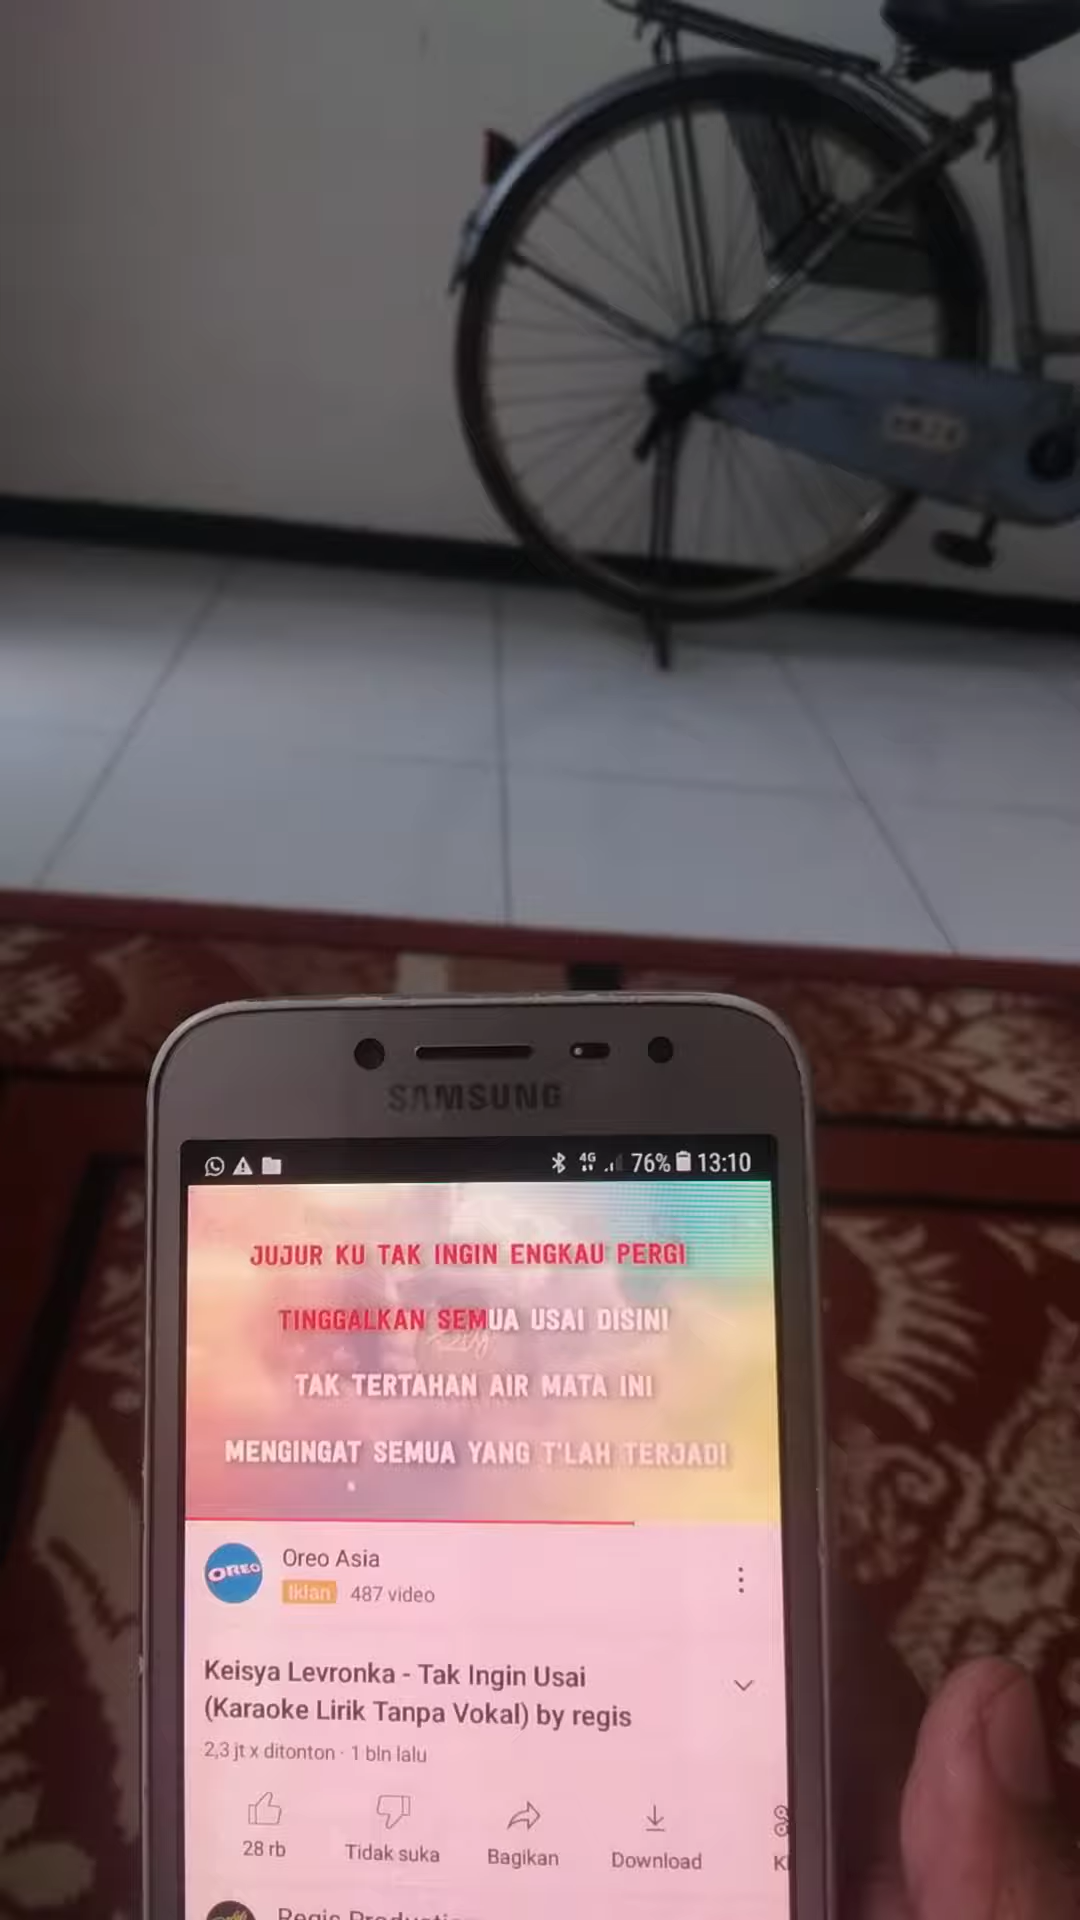 SAMSUNG
4G 76% 13:10
JUJUR KU TAK INGIN ENGKAU PERGI
TINGGALKAN SEMUA USAI DISINI
TAK TERTAHAN AIR MATA INI
MENGINGAT SEMUA YANG T'LAH TERJADI
OREO
Oreo Asia
Iklan 487 video
Keisya Levronka - Tak Ingin Usai
(Karaoke Lirik Tanpa Vokal) by regis
2,3 jt x ditonton · 1 bln lalu
28 rb Tidak suka Bagikan Download